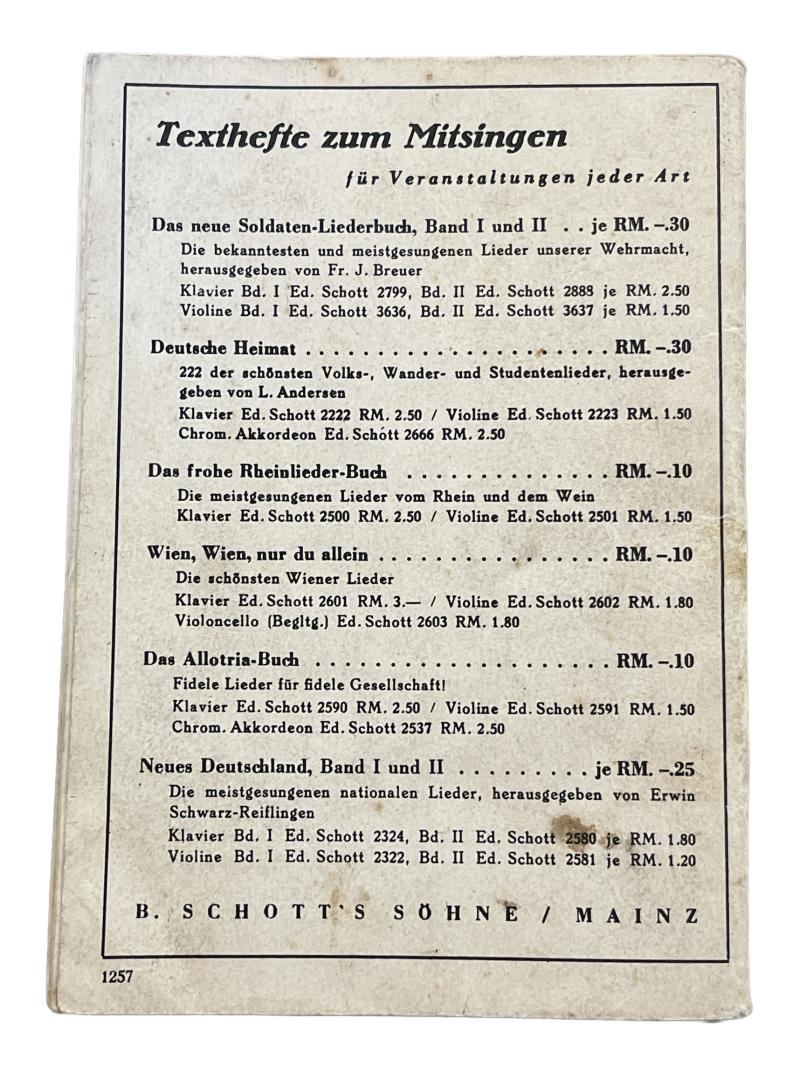 Texthefte zum Mitsingen
für Veranstaltungen jeder Art
Das neue Soldaten-Liederbuch, Band I und II . . je RM. –.30
Die bekanntesten und meistgesungenen Lieder unserer Wehrmacht,
herausgegeben von Fr. J. Breuer
Klavier Bd. I Ed. Schott 2799, Bd. II Ed. Schott 2888 je RM. 2.50
Violine Bd. I Ed. Schott 3636, Bd. II Ed. Schott 3637 je RM. 1.50
Deutsche Heimat . . . . . . . . . . . . . . . . . . . . . RM. –.30
222 der schönsten Volks-, Wander- und Studentenlieder, herausge-
geben von L. Andersen
Klavier Ed. Schott 2222 RM. 2.50 / Violine Ed. Schott 2223 RM. 1.50
Chrom. Akkordeon Ed. Schott 2666 RM. 2.50
Das frohe Rheinlieder-Buch . . . . . . . . . . . . . . RM. –.10
Die meistgesungenen Lieder vom Rhein und dem Wein
Klavier Ed. Schott 2500 RM. 2.50 / Violine Ed. Schott 2501 RM. 1.50
Wien, Wien, nur du allein . . . . . . . . . . . . . . . . RM. –.10
Die schönsten Wiener Lieder
Klavier Ed. Schott 2601 RM. 3.— / Violine Ed. Schott 2602 RM. 1.80
Violoncello (Begltg.) Ed. Schott 2603 RM. 1.80
Das Allotria-Buch . . . . . . . . . . . . . . . . . . . . RM. –.10
Fidele Lieder für fidele Gesellschaft!
Klavier Ed. Schott 2590 RM. 2.50 / Violine Ed. Schott 2591 RM. 1.50
Chrom. Akkordeon Ed. Schott 2537 RM. 2.50
Neues Deutschland, Band I und II . . . . . . . . . je RM. –.25
Die meistgesungenen nationalen Lieder, herausgegeben von Erwin
Schwarz-Reiflingen
Klavier Bd. I Ed. Schott 2324, Bd. II Ed. Schott 2580 je RM. 1.80
Violine Bd. I Ed. Schott 2322, Bd. II Ed. Schott 2581 je RM. 1.20
B. SCHOTT'S SÖHNE / MAINZ
1257